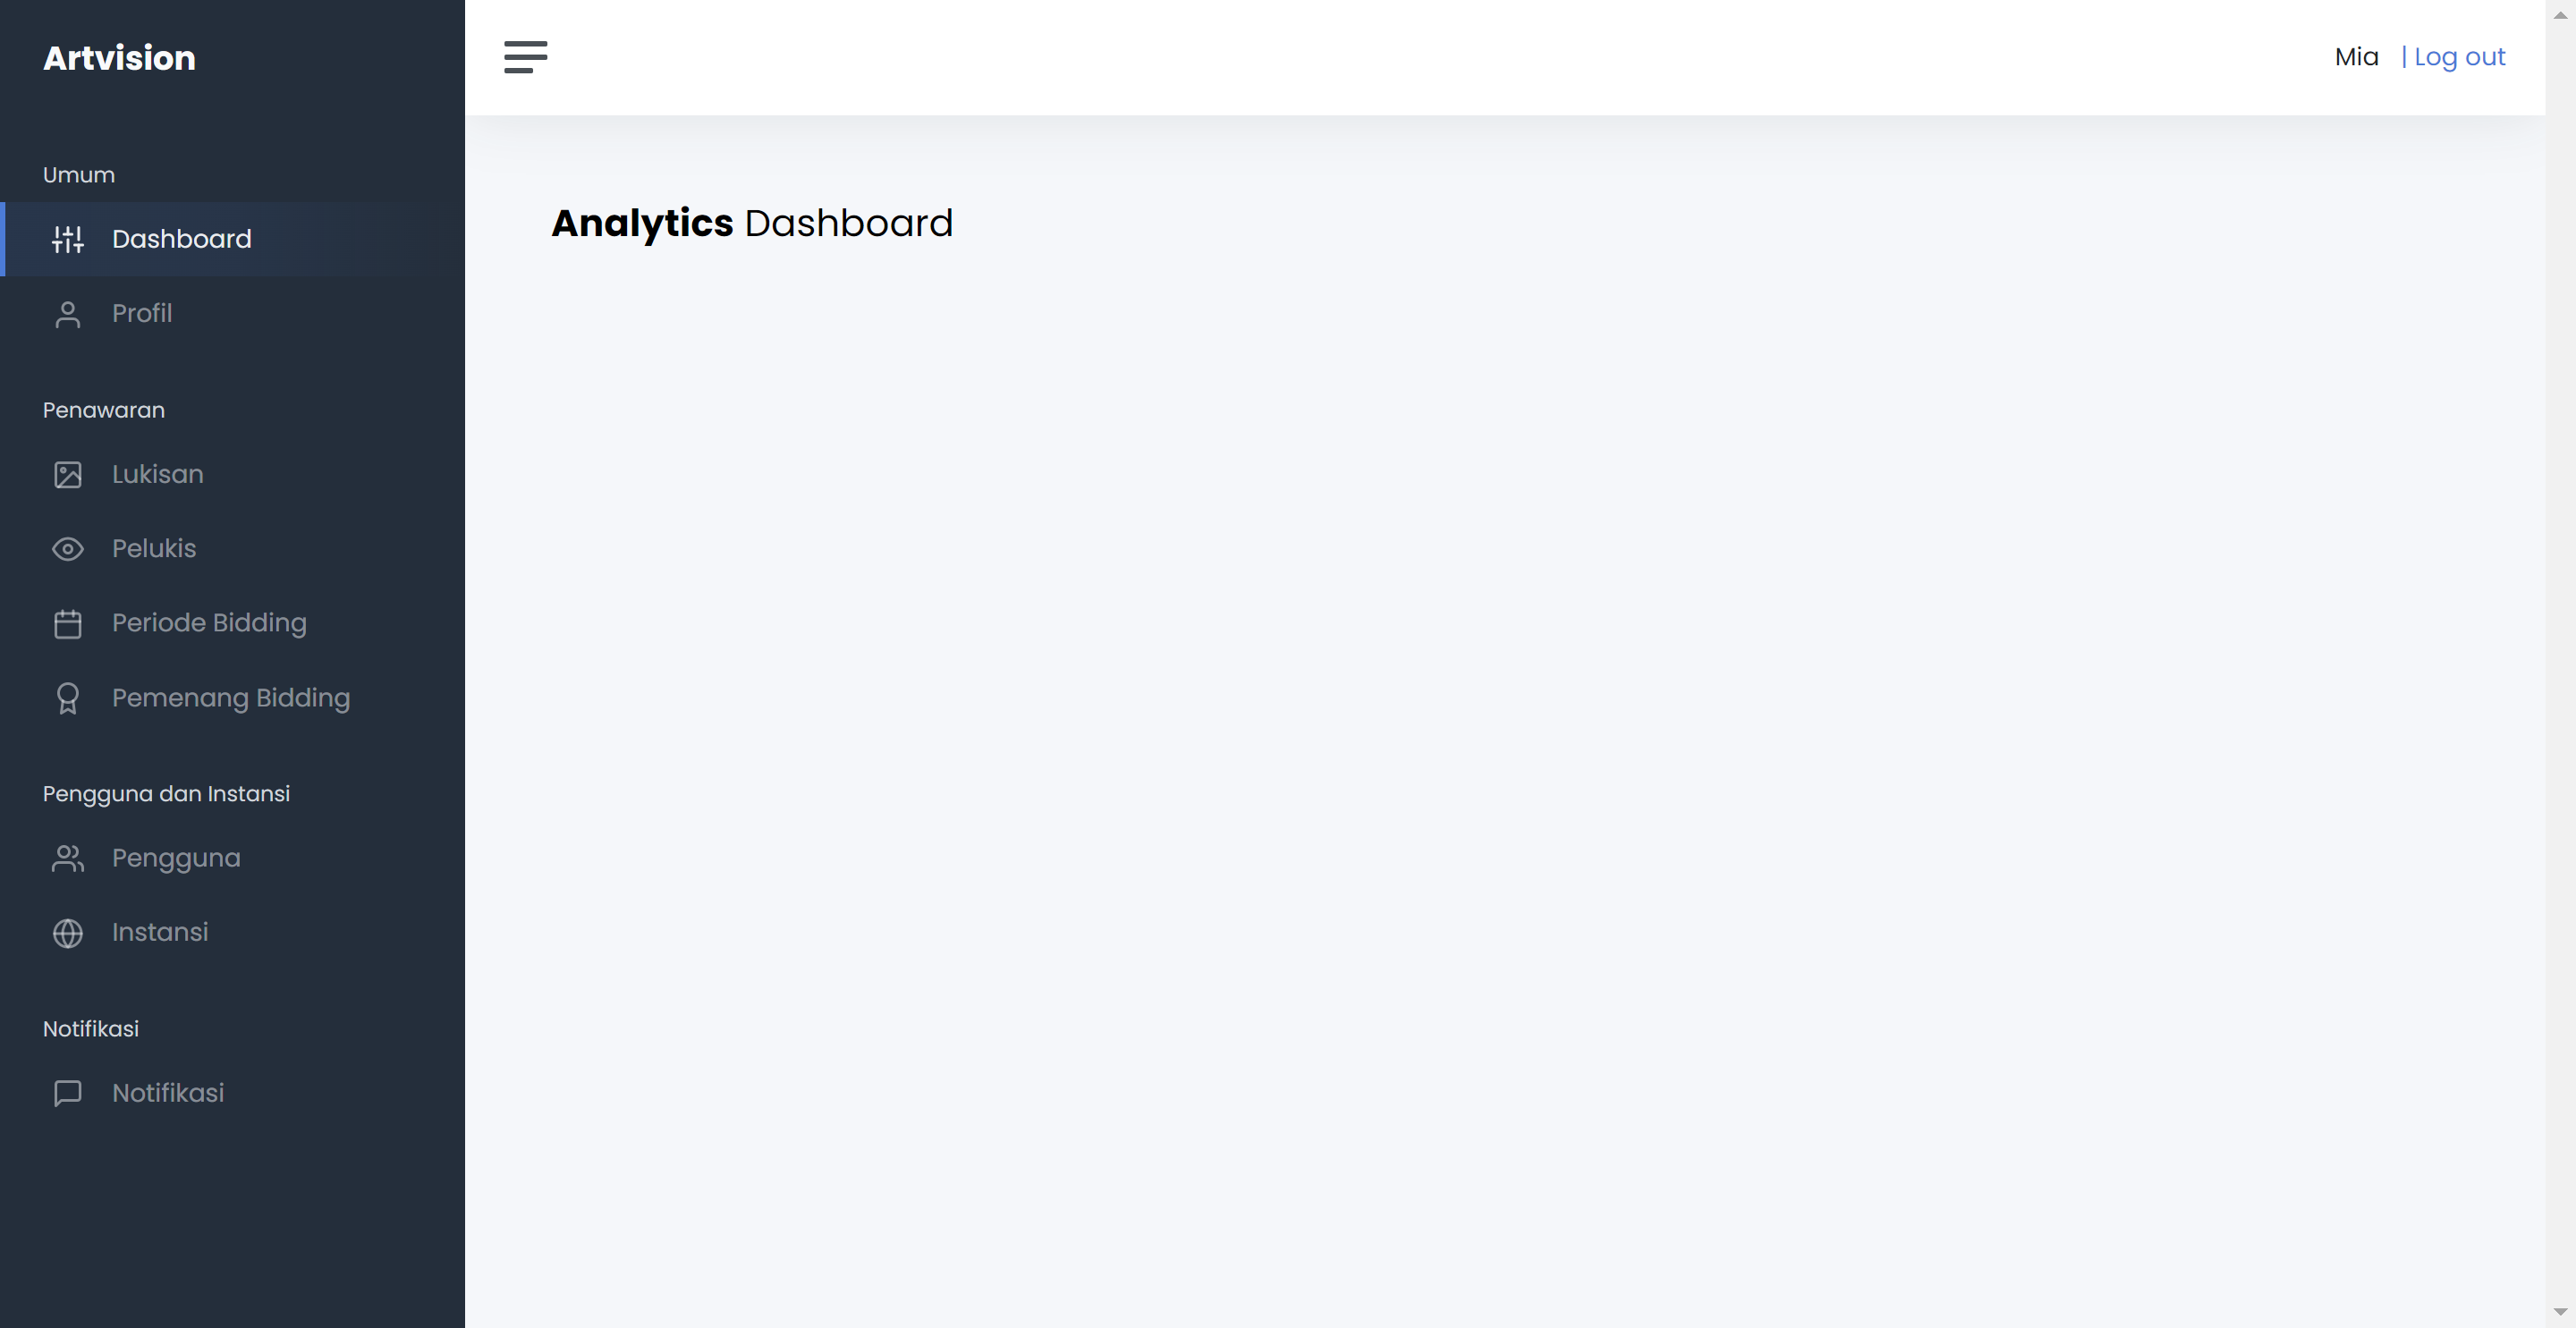 Artvision
Mia | Log out
Umum
Dashboard
Profil
Penawaran
Lukisan
Pelukis
Periode Bidding
Pemenang Bidding
Pengguna dan Instansi
Pengguna
Instansi
Notifikasi
Notifikasi
Analytics Dashboard